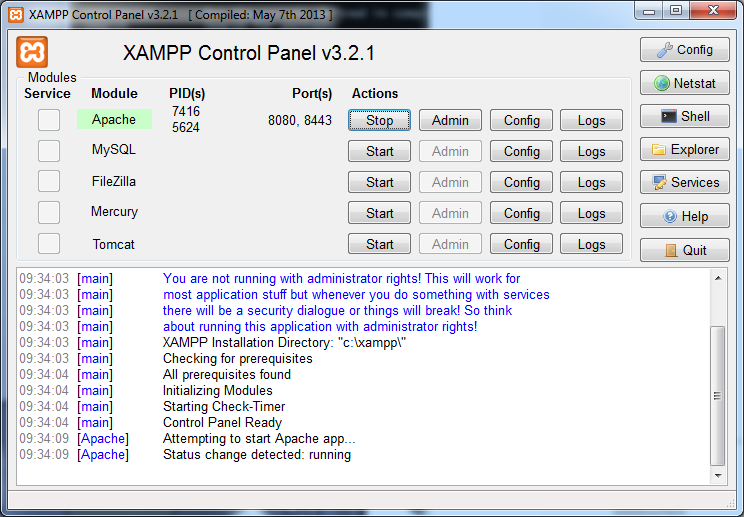 XAMPP Control Panel v3.2.1 [ Compiled: May 7th 2013 ]
XAMPP Control Panel v3.2.1
Config
Modules
Service Module PID(s) Port(s) Actions
Netstat
Apache 7416 5624 8080, 8443 Stop Admin Config Logs
Shell
MySQL Start Admin Config Logs
Explorer
FileZilla Start Admin Config Logs
Services
Mercury Start Admin Config Logs
Help
Tomcat Start Admin Config Logs
Quit
09:34:03 [main] You are not running with administrator rights! This will work for
09:34:03 [main] most application stuff but whenever you do something with services
09:34:03 [main] there will be a security dialogue or things will break! So think
09:34:03 [main] about running this application with administrator rights!
09:34:03 [main] XAMPP Installation Directory: "c:\xampp\"
09:34:03 [main] Checking for prerequisites
09:34:04 [main] All prerequisites found
09:34:04 [main] Initializing Modules
09:34:04 [main] Starting Check-Timer
09:34:04 [main] Control Panel Ready
09:34:09 [Apache] Attempting to start Apache app...
09:34:09 [Apache] Status change detected: running